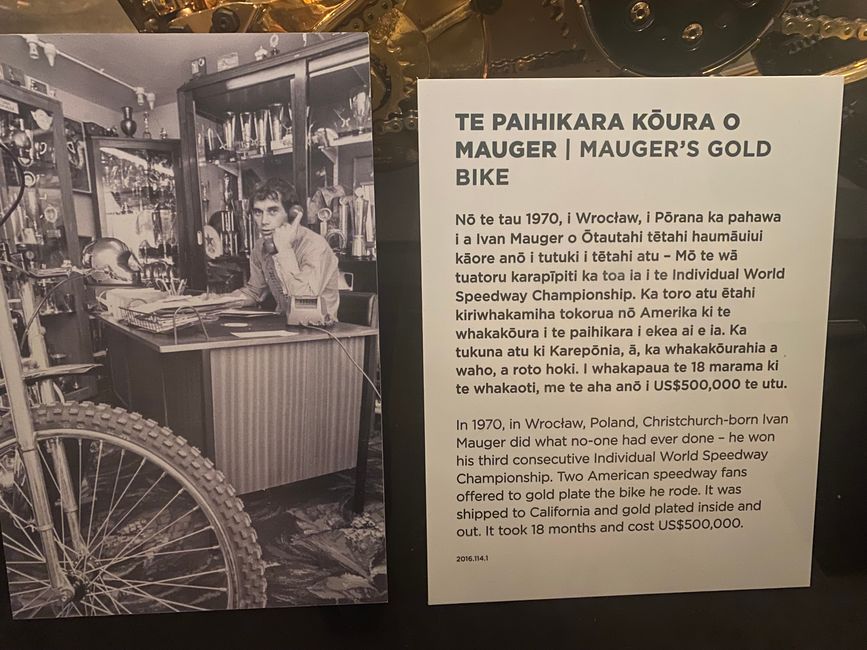 TE PAIHIKARA KŌURA O
MAUGER | MAUGER'S GOLD
BIKE
Nō te tau 1970, i Wrocław, i Pōrana ka pahawa
i a Ivan Mauger o Ōtautahi tētahi haumāuiui
kāore anō i tutuki i tētahi atu – Mō te wā
tuatoru karapīpiti ka toa ia i te Individual World
Speedway Championship. Ka toro atu ētahi
kiriwhakamiha tokorua nō Amerika ki te
whakakōura i te paihikara i ekea ai e ia. Ka
tukuna atu ki Karepōnia, ā, ka whakakōurahia a
waho, a roto hoki. I whakapaua te 18 marama ki
te whakaoti, me te aha anō i US$500,000 te utu.
In 1970, in Wrocław, Poland, Christchurch-born Ivan
Mauger did what no-one had ever done – he won
his third consecutive Individual World Speedway
Championship. Two American speedway fans
offered to gold plate the bike he rode. It was
shipped to California and gold plated inside and
out. It took 18 months and cost US$500,000.
2016.114.1